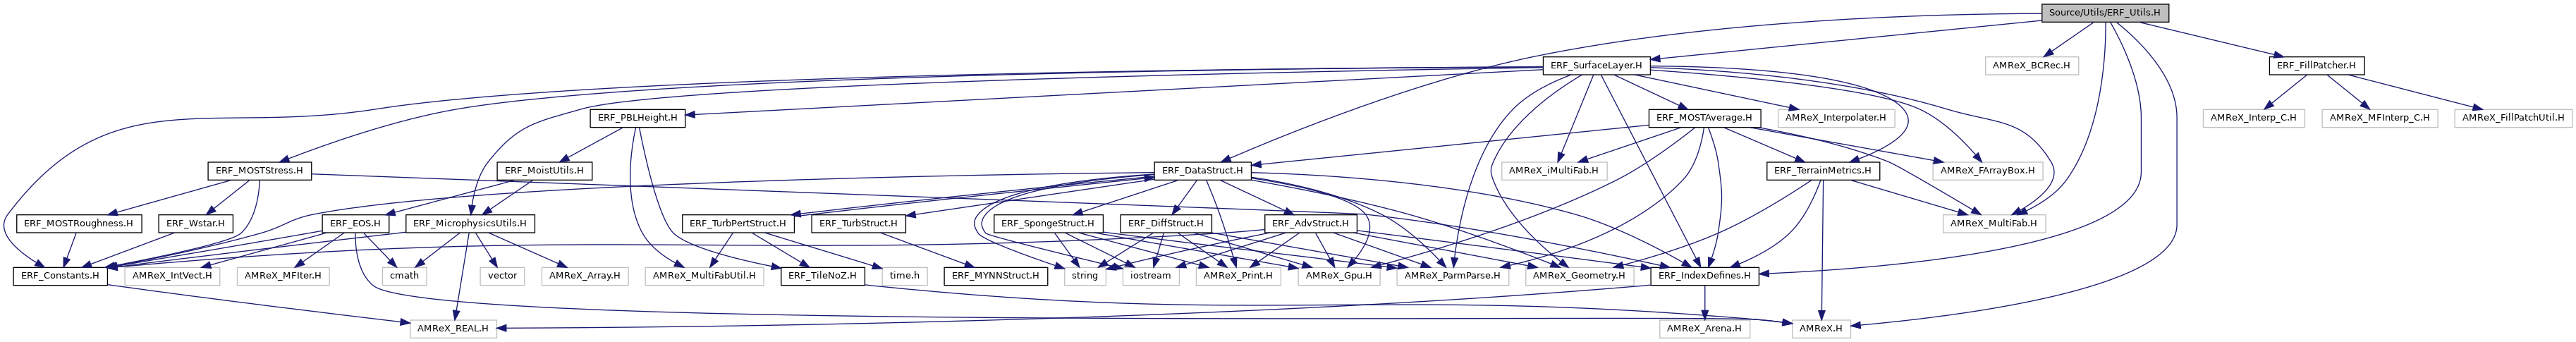 Source/Utils/ERF_Utils.H
ERF_SurfaceLayer.H
AMReX_BCRec.H
ERF_FillPatcher.H
ERF_PBLHeight.H
ERF_MOSTAverage.H
AMReX_Interpolater.H
AMReX_Interp_C.H
AMReX_MFInterp_C.H
AMReX_FillPatchUtil.H
ERF_MOSTStress.H
ERF_MoistUtils.H
ERF_DataStruct.H
AMReX_iMultiFab.H
ERF_TerrainMetrics.H
AMReX_FArrayBox.H
ERF_MOSTRoughness.H
ERF_Wstar.H
ERF_EOS.H
ERF_MicrophysicsUtils.H
ERF_TurbPertStruct.H
ERF_TurbStruct.H
ERF_SpongeStruct.H
ERF_DiffStruct.H
ERF_AdvStruct.H
AMReX_MultiFab.H
ERF_Constants.H
AMReX_IntVect.H
AMReX_MFIter.H
cmath
vector
AMReX_Array.H
AMReX_MultiFabUtil.H
ERF_TileNoZ.H
time.h
ERF_MYNNStruct.H
string
iostream
AMReX_Print.H
AMReX_Gpu.H
AMReX_ParmParse.H
AMReX_Geometry.H
ERF_IndexDefines.H
AMReX_REAL.H
AMReX_Arena.H
AMReX.H